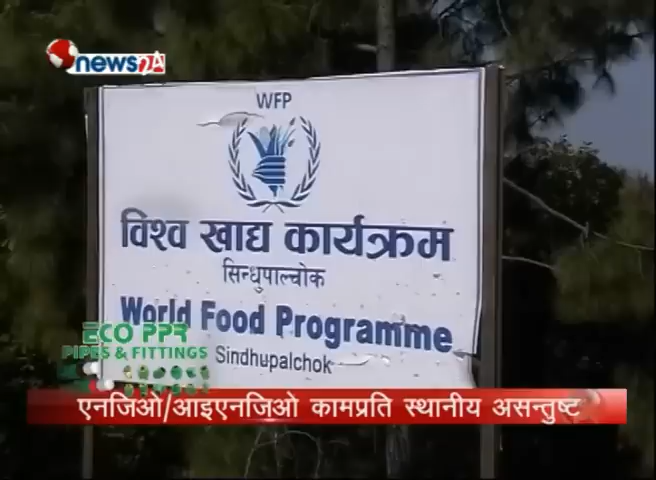 news24
WFP
विश्व खाद्य कार्यक्रम
सिन्धुपाल्चोक
World Food Programme
Sindhupalchok
ECO PPR
PIPES & FITTINGS
एनजिओ/आइएनजिओ कामप्रति स्थानीय असन्तुष्ट